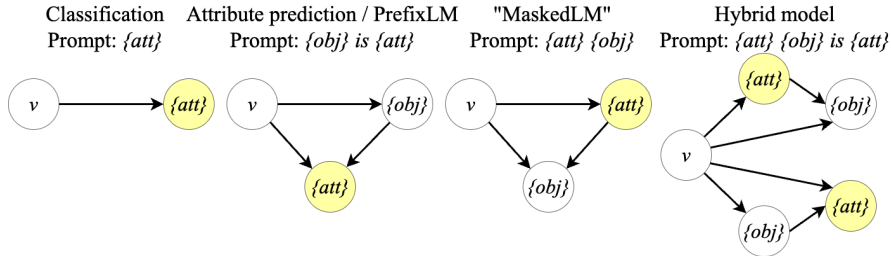 Classification
Prompt: {att}
v
{att}
Attribute prediction / PrefixLM
Prompt: {obj} is {att}
v
{obj}
{att}
"MaskedLM"
Prompt: {att} {obj}
v
{att}
{obj}
Hybrid model
Prompt: {att} {obj} is {att}
{att}
{obj}
v
{att}
{obj}